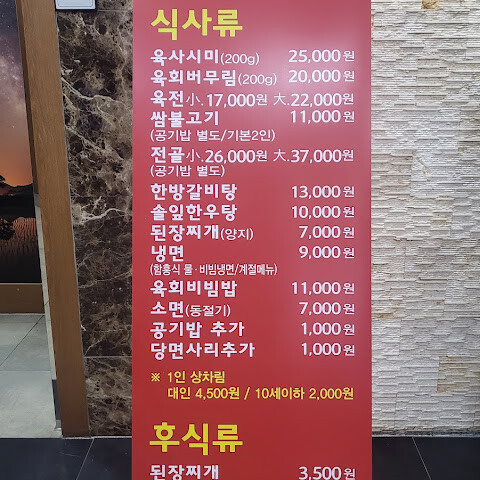 식사류
육사시미(200g) 25,000원
육회버무림(200g) 20,000원
육전小.17,000원 大.22,000원
쌈불고기 11,000원
(공기밥 별도/기본2인)
전골小.26,000원 大.37,000원
(공기밥 별도)
한방갈비탕 13,000원
솔잎한우탕 10,000원
된장찌개(양지) 7,000원
냉면 9,000원
(함흥식 물·비빔냉면/계절메뉴)
육회비빔밥 11,000원
소면(동절기) 7,000원
공기밥 추가 1,000원
당면사리추가 1,000원
※ 1인 상차림
대인 4,500원 / 10세이하 2,000원
후식류
된장찌개 3,500원